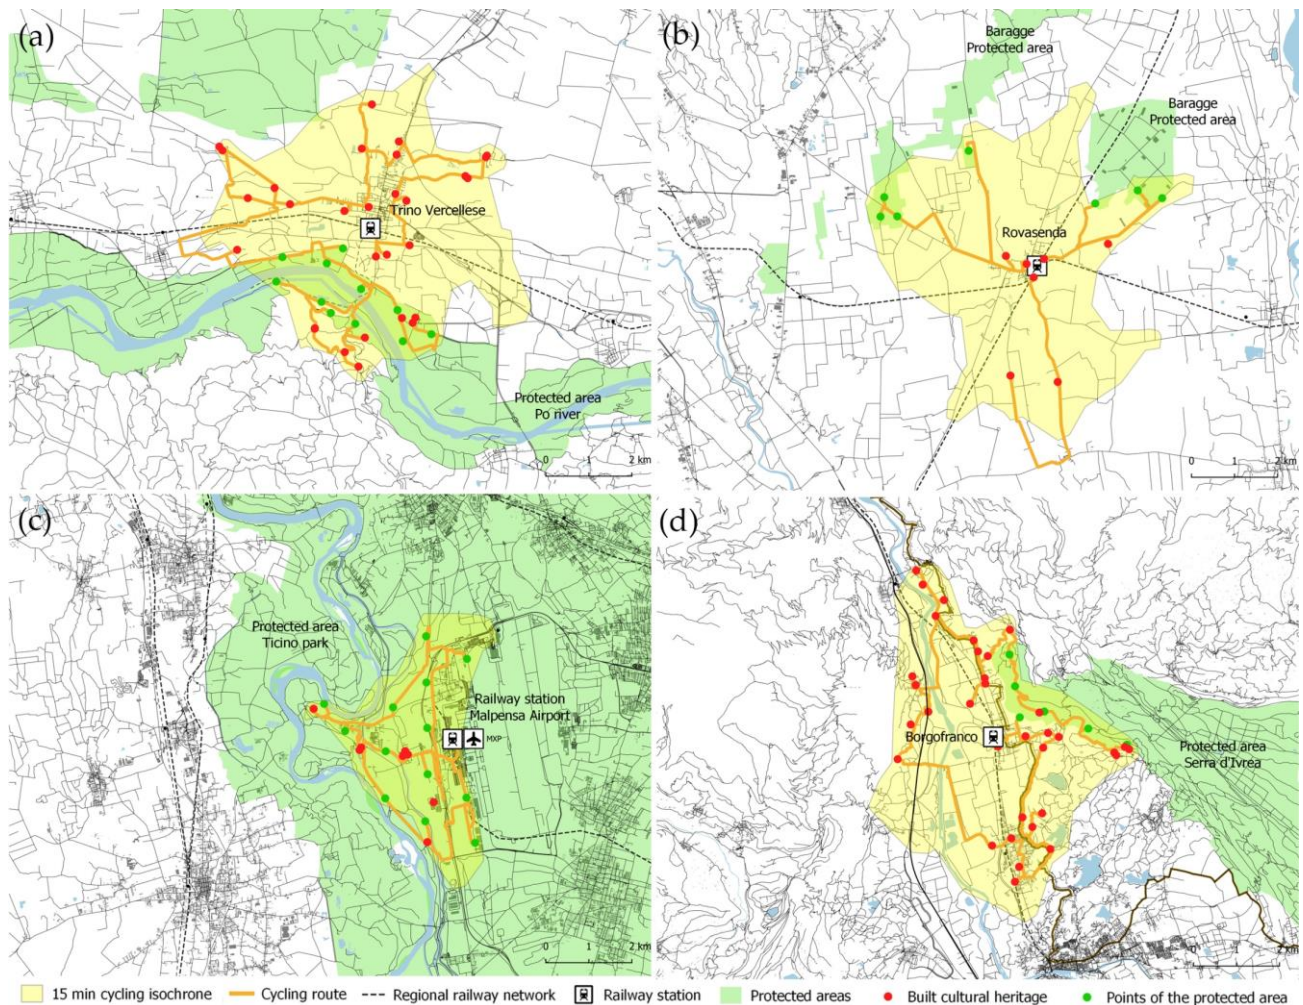 (a)
Trino Vercellese
Protected area
Po river
0 1 2 km
(b)
Baragge
Protected area
Baragge
Protected area
Rovasenda
0 1 2 km
(c)
Protected area
Ticino park
Railway station
Malpensa Airport
MXP
0 1 2 km
(d)
Borgofranco
Protected area
Serra d'Ivrea
2 km
15 min cycling isochrone Cycling route Regional railway network Railway station Protected areas Built cultural heritage Points of the protected area